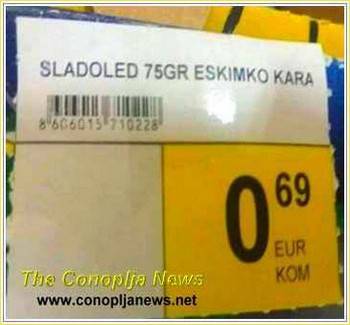 SLADOLED 75GR ESKIMKO KARA
8 606015 710228
0 69
EUR
KOM
The Conoplja News
www.conopljanews.net